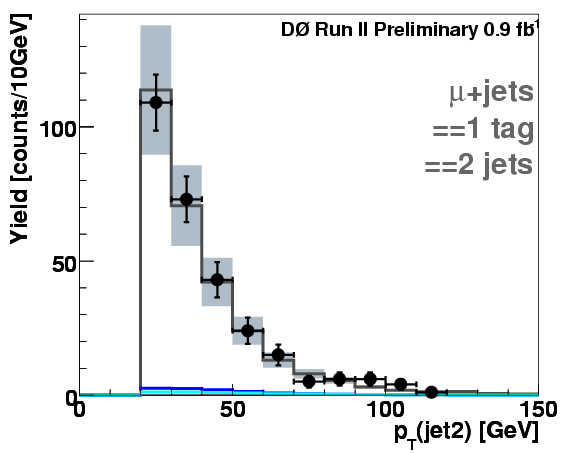 DØ Run II Preliminary 0.9 fb⁻¹
μ+jets
==1 tag
==2 jets
Yield [counts/10GeV]
100
50
0
0 50 100 150
p_T(jet2) [GeV]